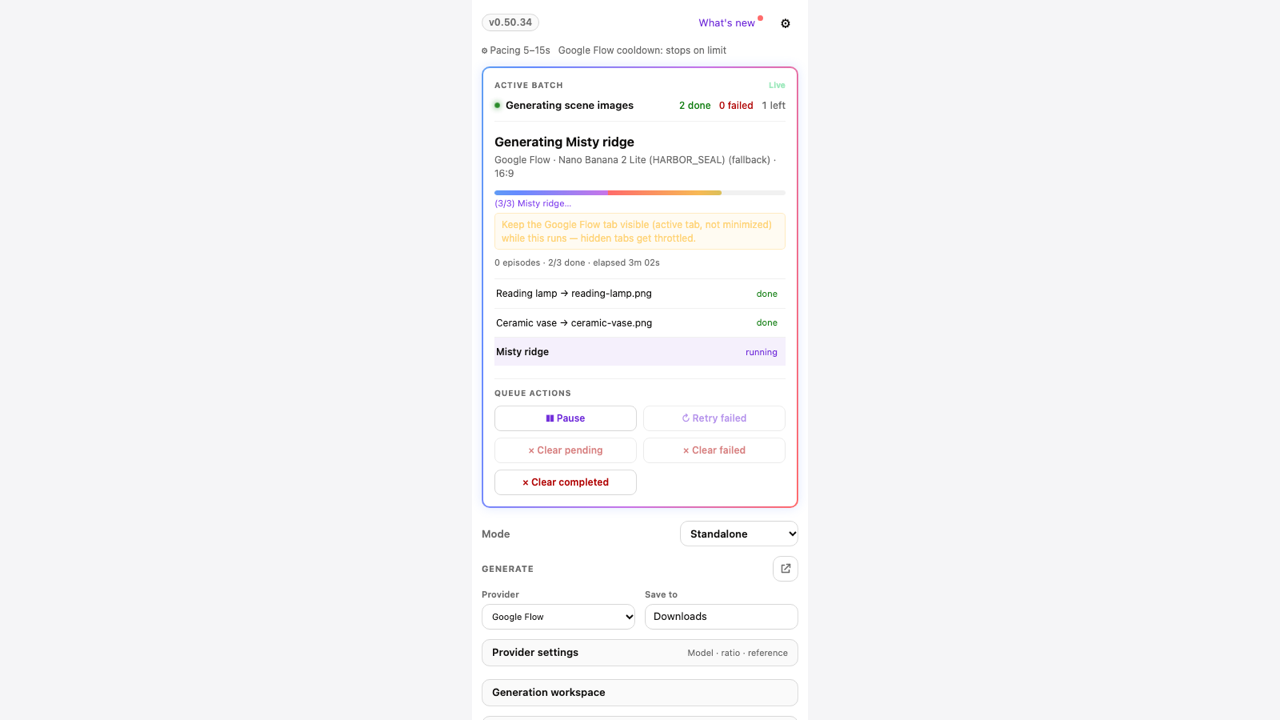 v0.50.34
What's new
⚙
⚙ Pacing 5–15s Google Flow cooldown: stops on limit
ACTIVE BATCH
Live
Generating scene images
2 done 0 failed 1 left
Generating Misty ridge
Google Flow · Nano Banana 2 Lite (HARBOR_SEAL) (fallback) ·
16:9
(3/3) Misty ridge…
Keep the Google Flow tab visible (active tab, not minimized)
while this runs — hidden tabs get throttled.
0 episodes · 2/3 done · elapsed 3m 02s
Reading lamp → reading-lamp.png
done
Ceramic vase → ceramic-vase.png
done
Misty ridge
running
QUEUE ACTIONS
Pause
↻ Retry failed
× Clear pending
× Clear failed
× Clear completed
Mode
Standalone
GENERATE
Provider
Save to
Google Flow
Downloads
Provider settings
Model · ratio · reference
Generation workspace